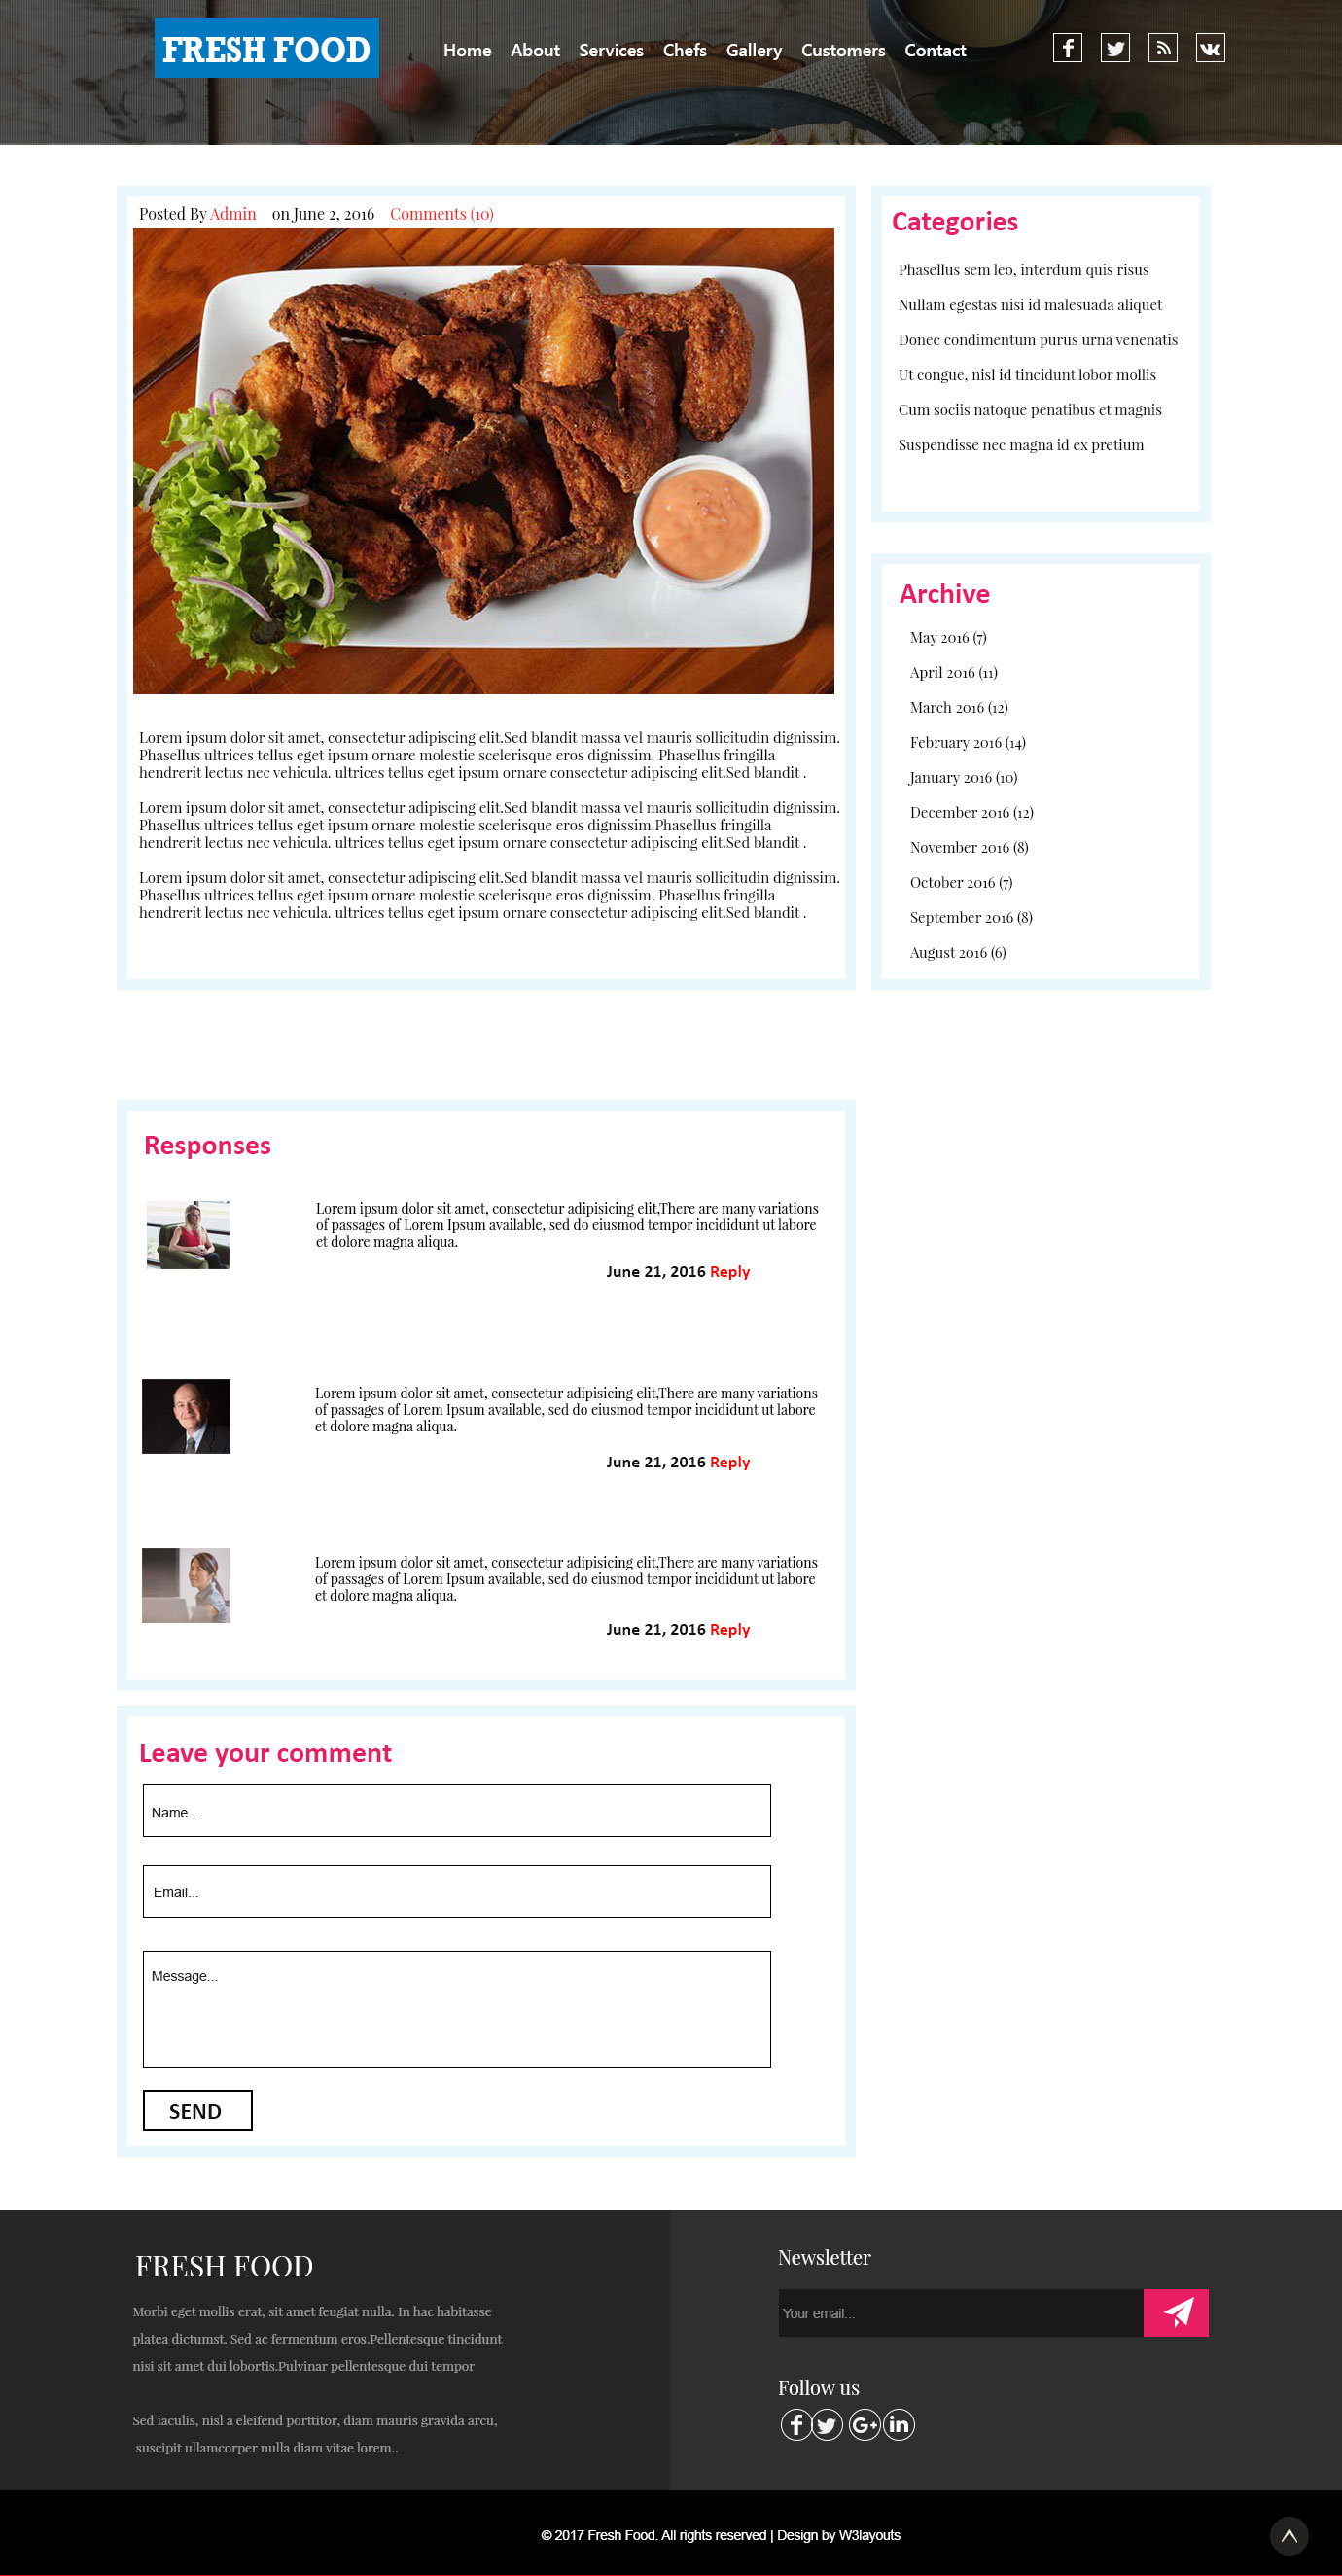 FRESH FOOD
Home About Services Chefs Gallery Customers Contact
Posted By Admin on June 2, 2016 Comments (10)
Lorem ipsum dolor sit amet, consectetur adipiscing elit.Sed blandit massa vel mauris sollicitudin dignissim.
Phasellus ultrices tellus eget ipsum ornare molestie scelerisque eros dignissim. Phasellus fringilla
hendrerit lectus nec vehicula. ultrices tellus eget ipsum ornare consectetur adipiscing elit.Sed blandit .
Lorem ipsum dolor sit amet, consectetur adipiscing elit.Sed blandit massa vel mauris sollicitudin dignissim.
Phasellus ultrices tellus eget ipsum ornare molestie scelerisque eros dignissim.Phasellus fringilla
hendrerit lectus nec vehicula. ultrices tellus eget ipsum ornare consectetur adipiscing elit.Sed blandit .
Lorem ipsum dolor sit amet, consectetur adipiscing elit.Sed blandit massa vel mauris sollicitudin dignissim.
Phasellus ultrices tellus eget ipsum ornare molestie scelerisque eros dignissim. Phasellus fringilla
hendrerit lectus nec vehicula. ultrices tellus eget ipsum ornare consectetur adipiscing elit.Sed blandit .
Categories
Phasellus sem leo, interdum quis risus
Nullam egestas nisi id malesuada aliquet
Donec condimentum purus urna venenatis
Ut congue, nisl id tincidunt lobor mollis
Cum sociis natoque penatibus et magnis
Suspendisse nec magna id ex pretium
Archive
May 2016 (7)
April 2016 (11)
March 2016 (12)
February 2016 (14)
January 2016 (10)
December 2016 (12)
November 2016 (8)
October 2016 (7)
September 2016 (8)
August 2016 (6)
Responses
Lorem ipsum dolor sit amet, consectetur adipisicing elit,There are many variations
of passages of Lorem Ipsum available, sed do eiusmod tempor incididunt ut labore
et dolore magna aliqua.
June 21, 2016 Reply
Lorem ipsum dolor sit amet, consectetur adipisicing elit,There are many variations
of passages of Lorem Ipsum available, sed do eiusmod tempor incididunt ut labore
et dolore magna aliqua.
June 21, 2016 Reply
Lorem ipsum dolor sit amet, consectetur adipisicing elit,There are many variations
of passages of Lorem Ipsum available, sed do eiusmod tempor incididunt ut labore
et dolore magna aliqua.
June 21, 2016 Reply
Leave your comment
Name...
Email...
Message...
SEND
FRESH FOOD
Morbi eget mollis erat, sit amet feugiat nulla. In hac habitasse
platea dictumst. Sed ac fermentum eros.Pellentesque tincidunt
nisi sit amet dui lobortis.Pulvinar pellentesque dui tempor
Sed iaculis, nisl a eleifend porttitor, diam mauris gravida arcu,
suscipit ullamcorper nulla diam vitae lorem..
Newsletter
Your email...
Follow us
© 2017 Fresh Food. All rights reserved | Design by W3layouts